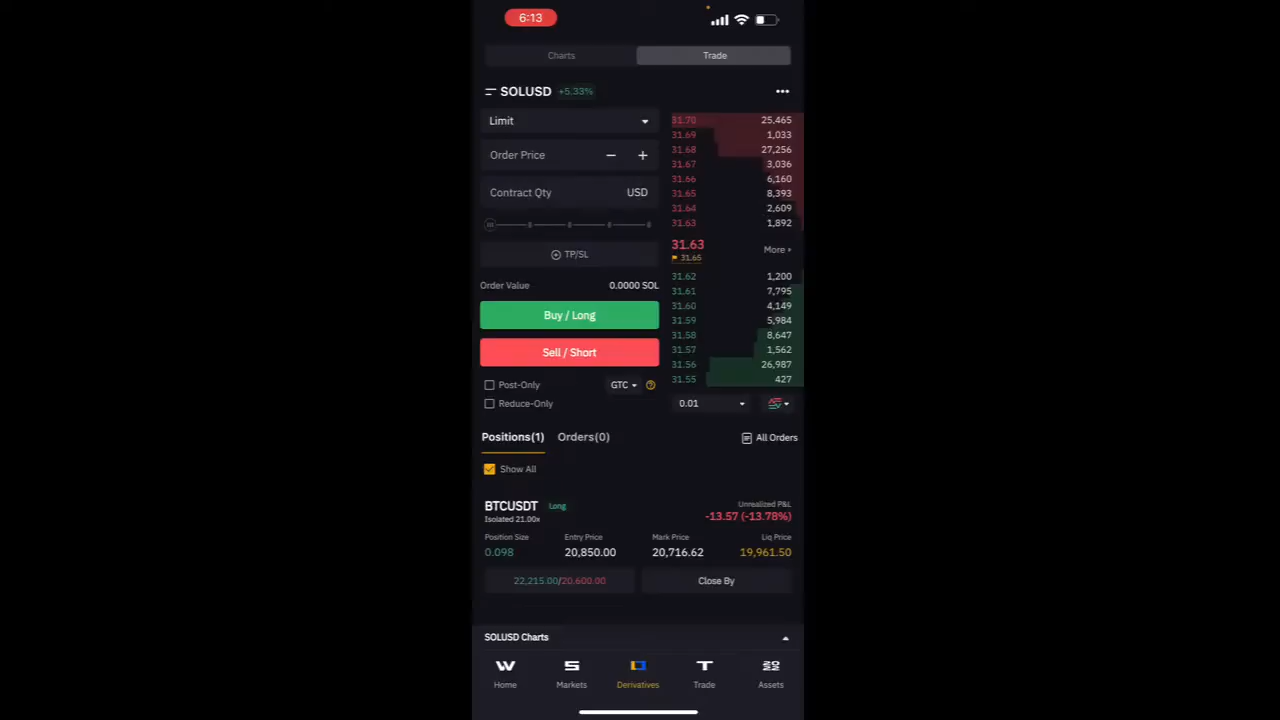 6:13
Charts Trade
SOLUSD +5.33% •••
Limit
Order Price − +
Contract Qty USD
TP/SL
Order Value 0.0000 SOL
Buy / Long
Sell / Short
Post-Only GTC
Reduce-Only
31.70 25,465
31.69 1,033
31.68 27,256
31.67 3,036
31.66 6,160
31.65 8,393
31.64 2,609
31.63 1,892
31.63 More
31.65
31.62 1,200
31.61 7,795
31.60 4,149
31.59 5,984
31.58 8,647
31.57 1,562
31.56 26,987
31.55 427
0.01
Positions(1) Orders(0) All Orders
Show All
BTCUSDT Long Unrealized P&L
Isolated 21.00x -13.57 (-13.78%)
Position Size Entry Price Mark Price Liq Price
0.098 20,850.00 20,716.62 19,961.50
22,215.00/20,600.00 Close By
SOLUSD Charts
Home Markets Derivatives Trade Assets